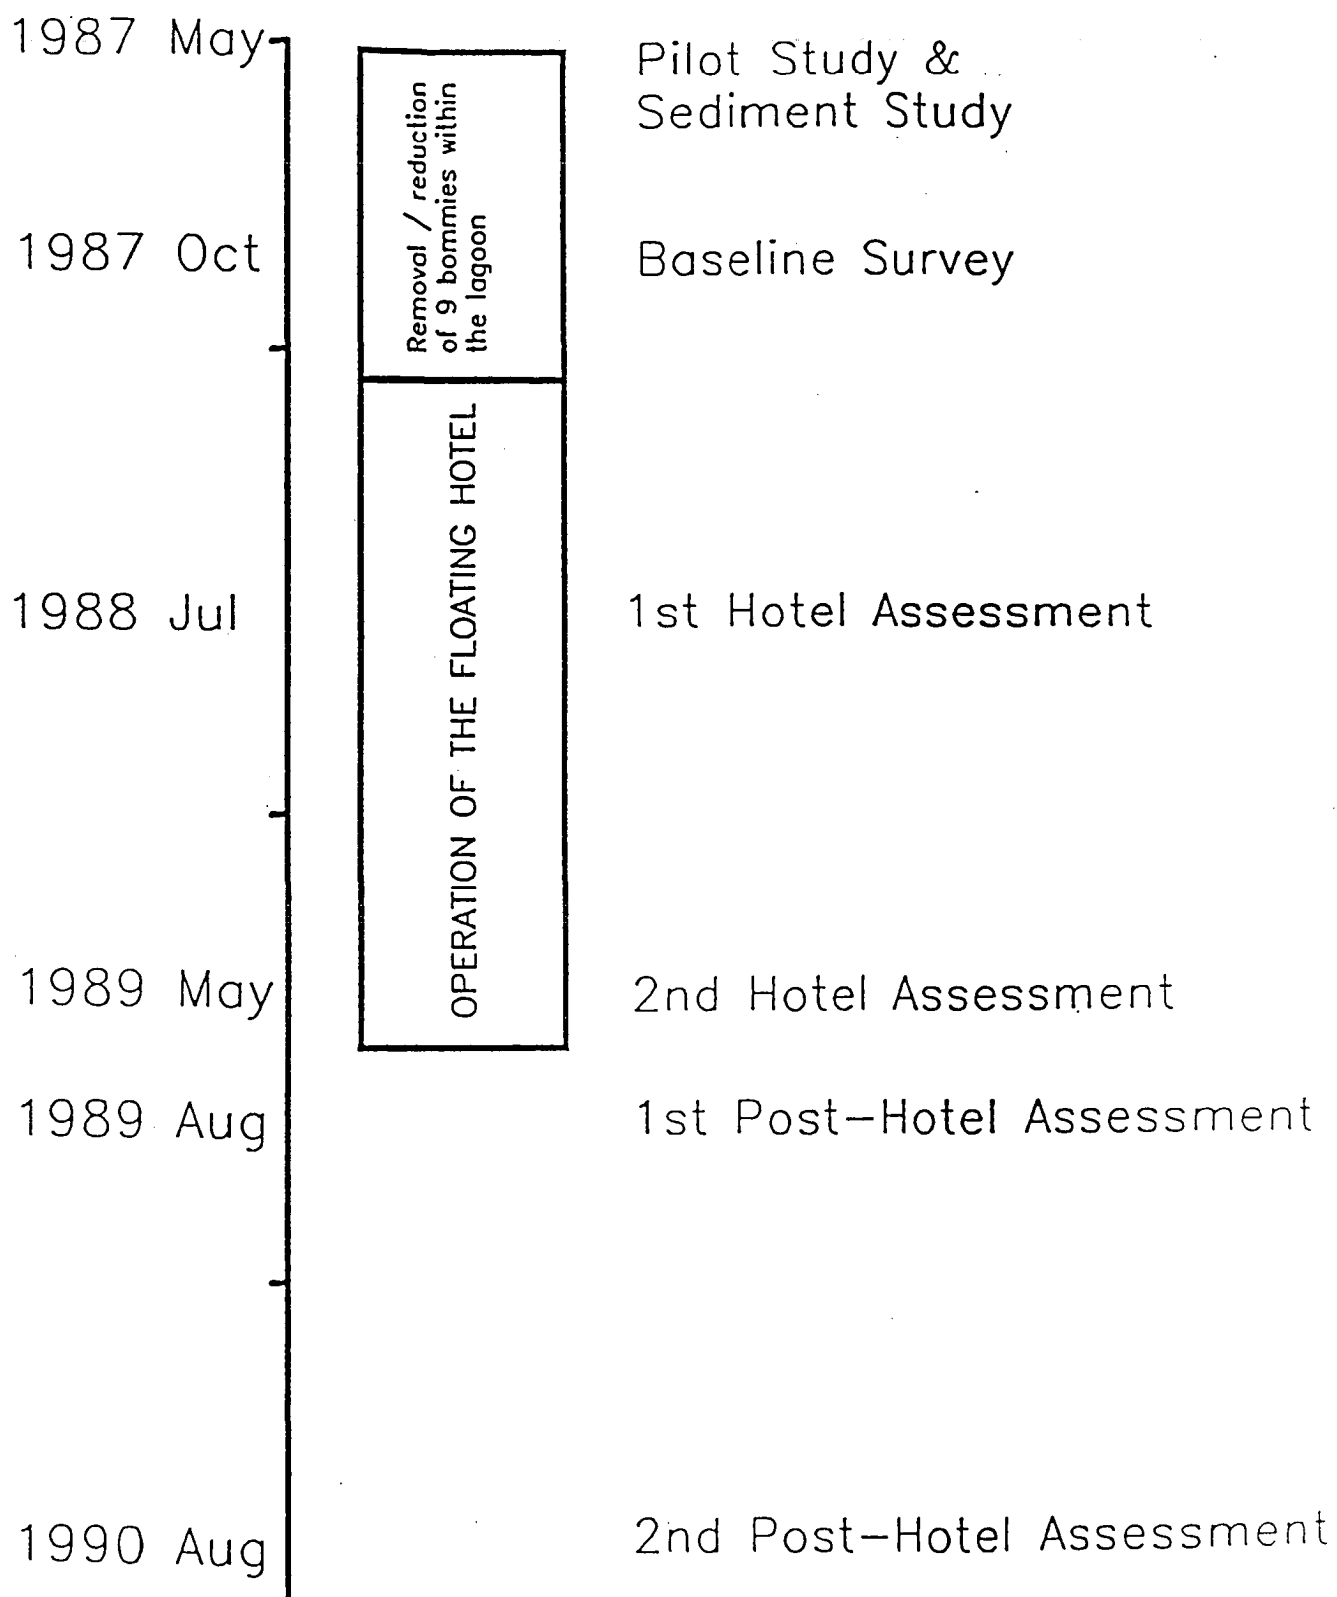 1987 May
Pilot Study &
Sediment Study
Removal / reduction
of 9 bommies within
the lagoon
1987 Oct
Baseline Survey
OPERATION OF THE FLOATING HOTEL
1988 Jul
1st Hotel Assessment
1989 May
2nd Hotel Assessment
1989 Aug
1st Post-Hotel Assessment
1990 Aug
2nd Post-Hotel Assessment